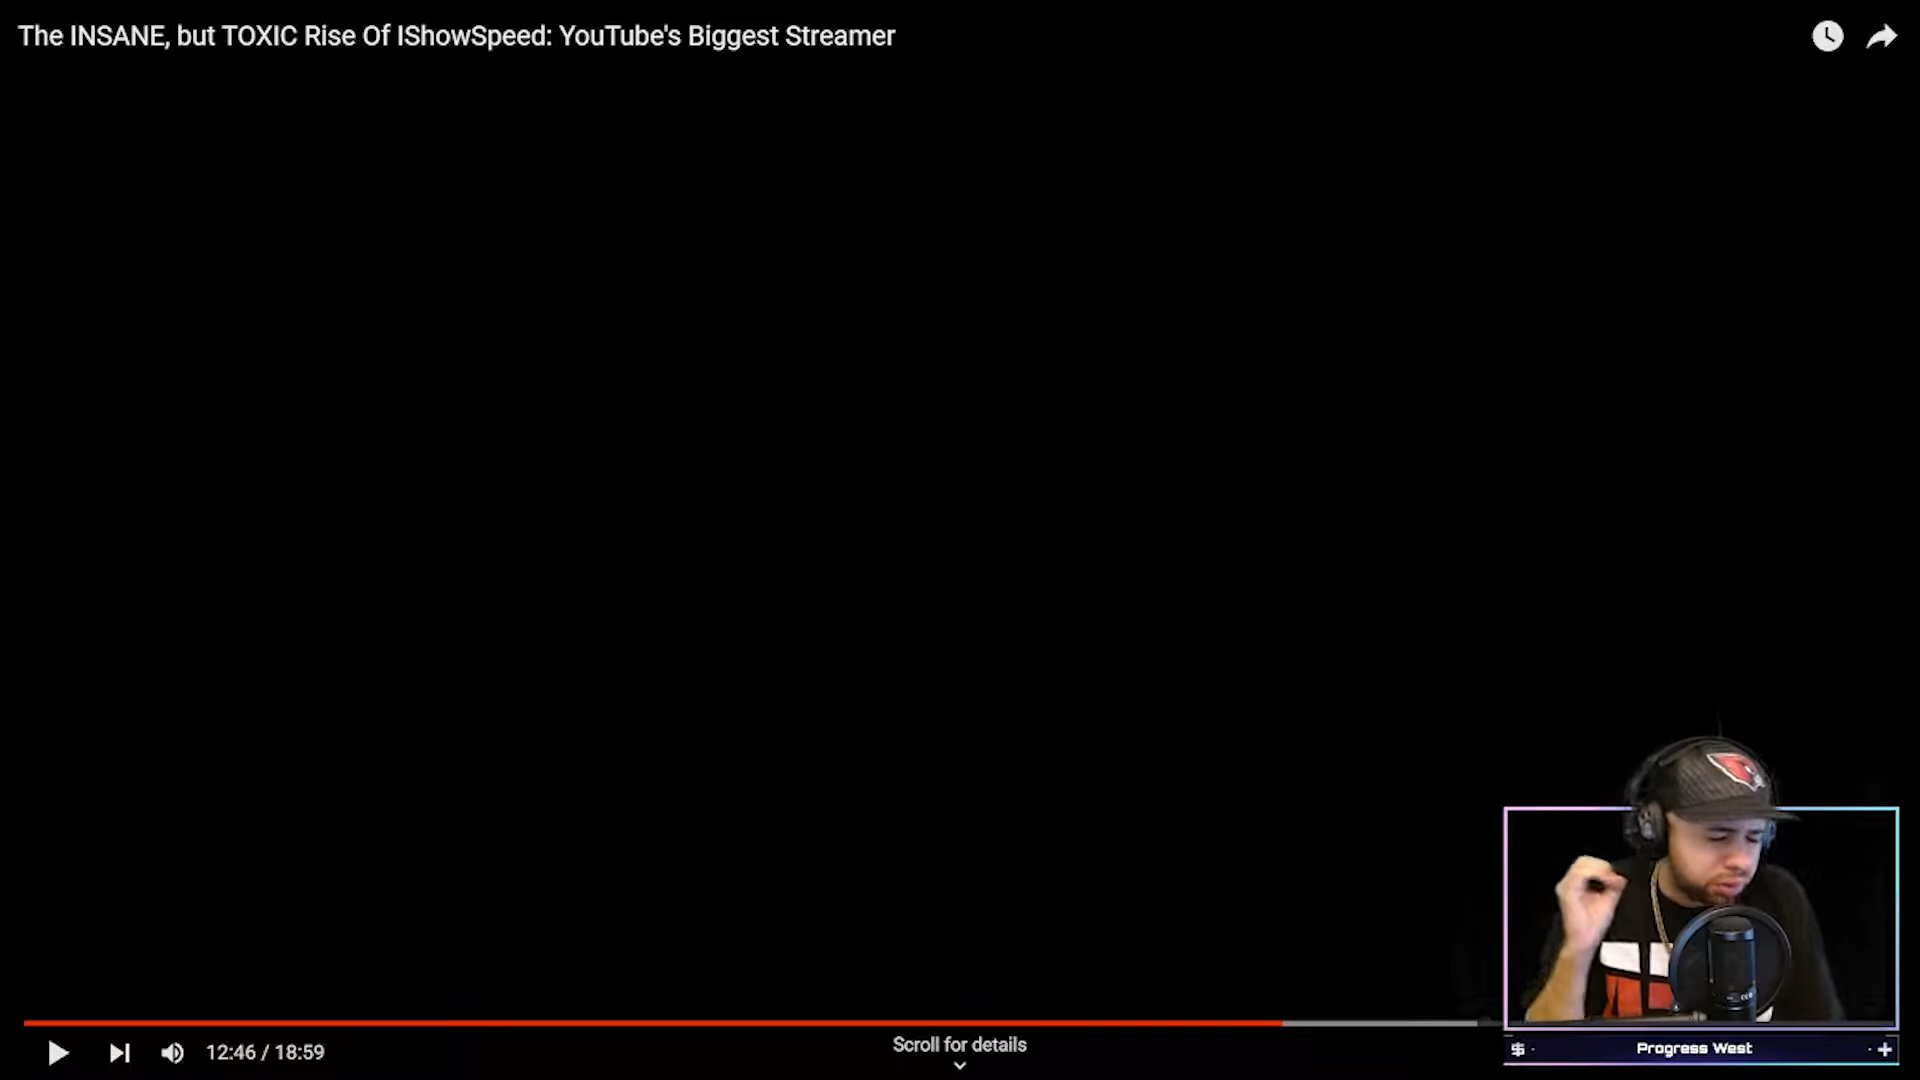 The INSANE, but TOXIC Rise Of IShowSpeed: YouTube's Biggest Streamer
12:46 / 18:59
Scroll for details
Progress West